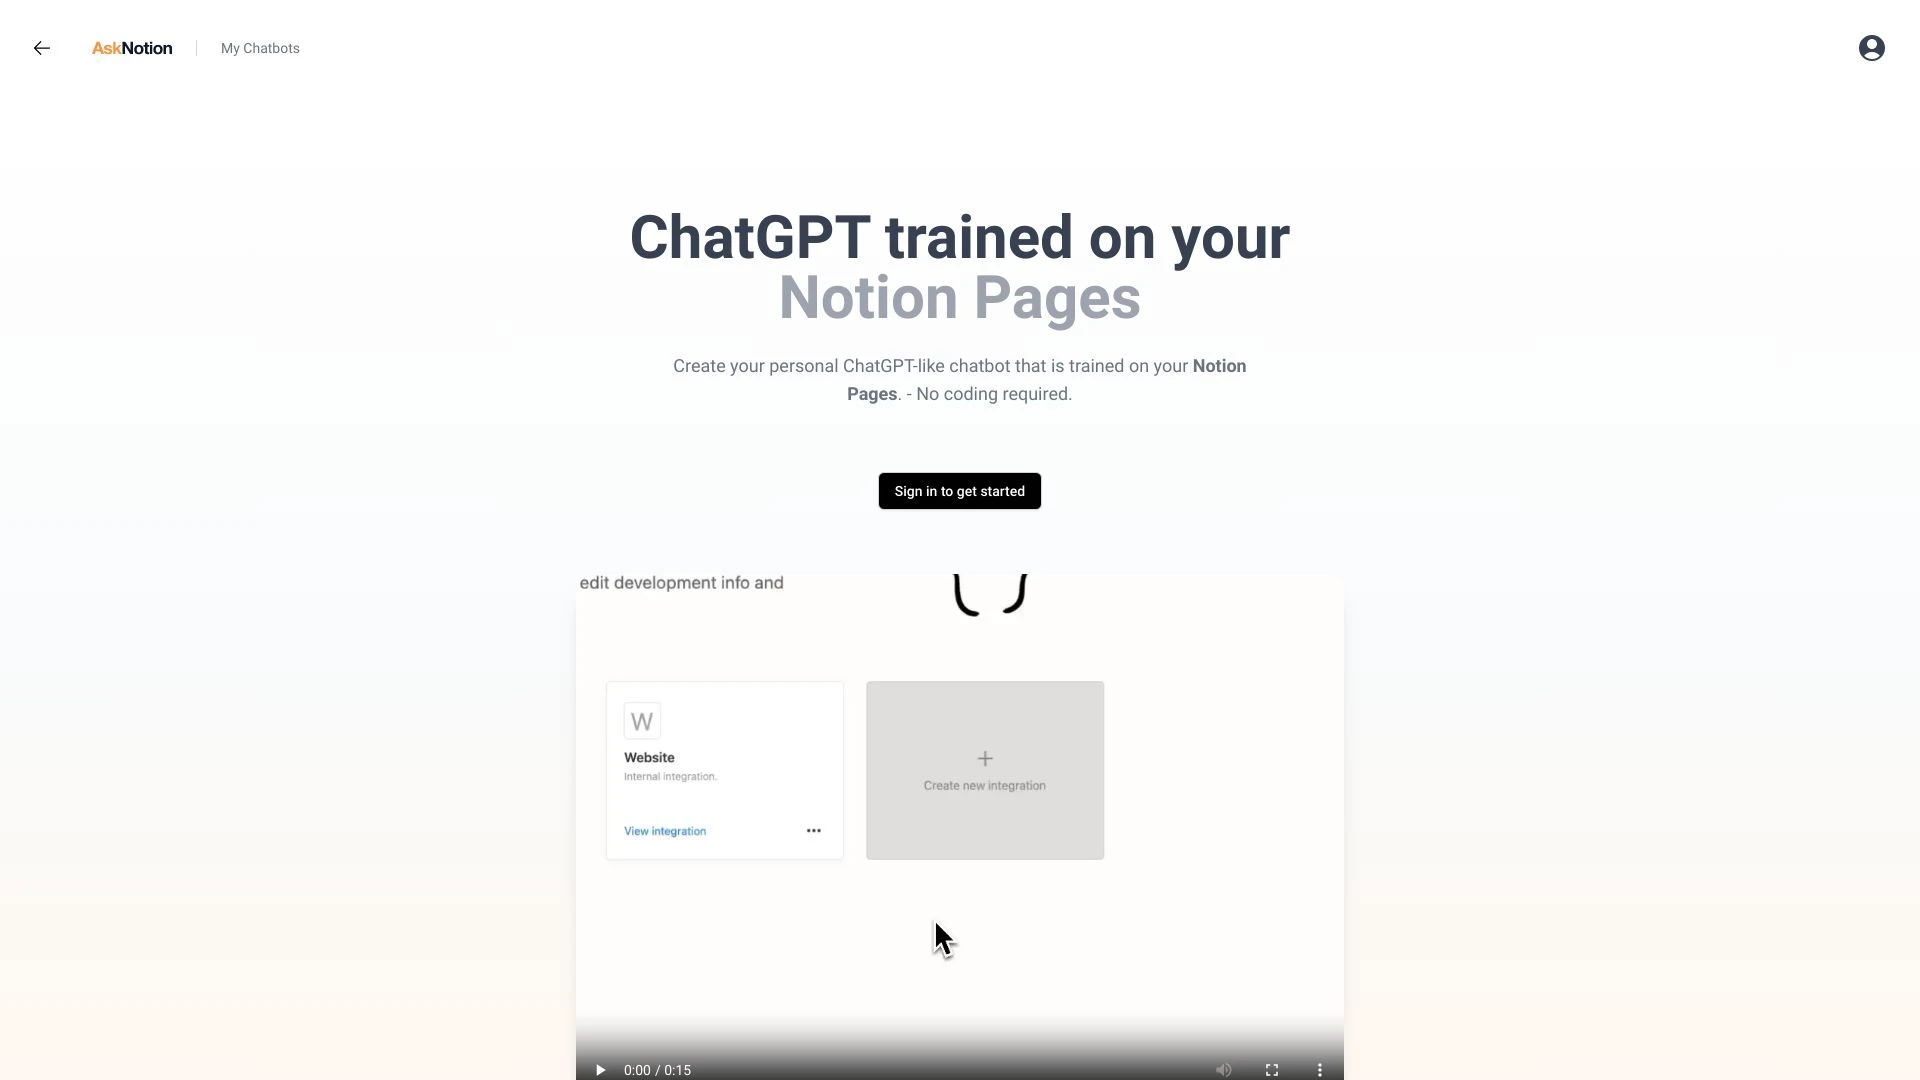 AskNotion
My Chatbots
ChatGPT trained on your
Notion Pages
Create your personal ChatGPT-like chatbot that is trained on your Notion
Pages. - No coding required.
Sign in to get started
edit development info and
W
Website
Internal integration.
View integration
+
Create new integration
0:00 / 0:15